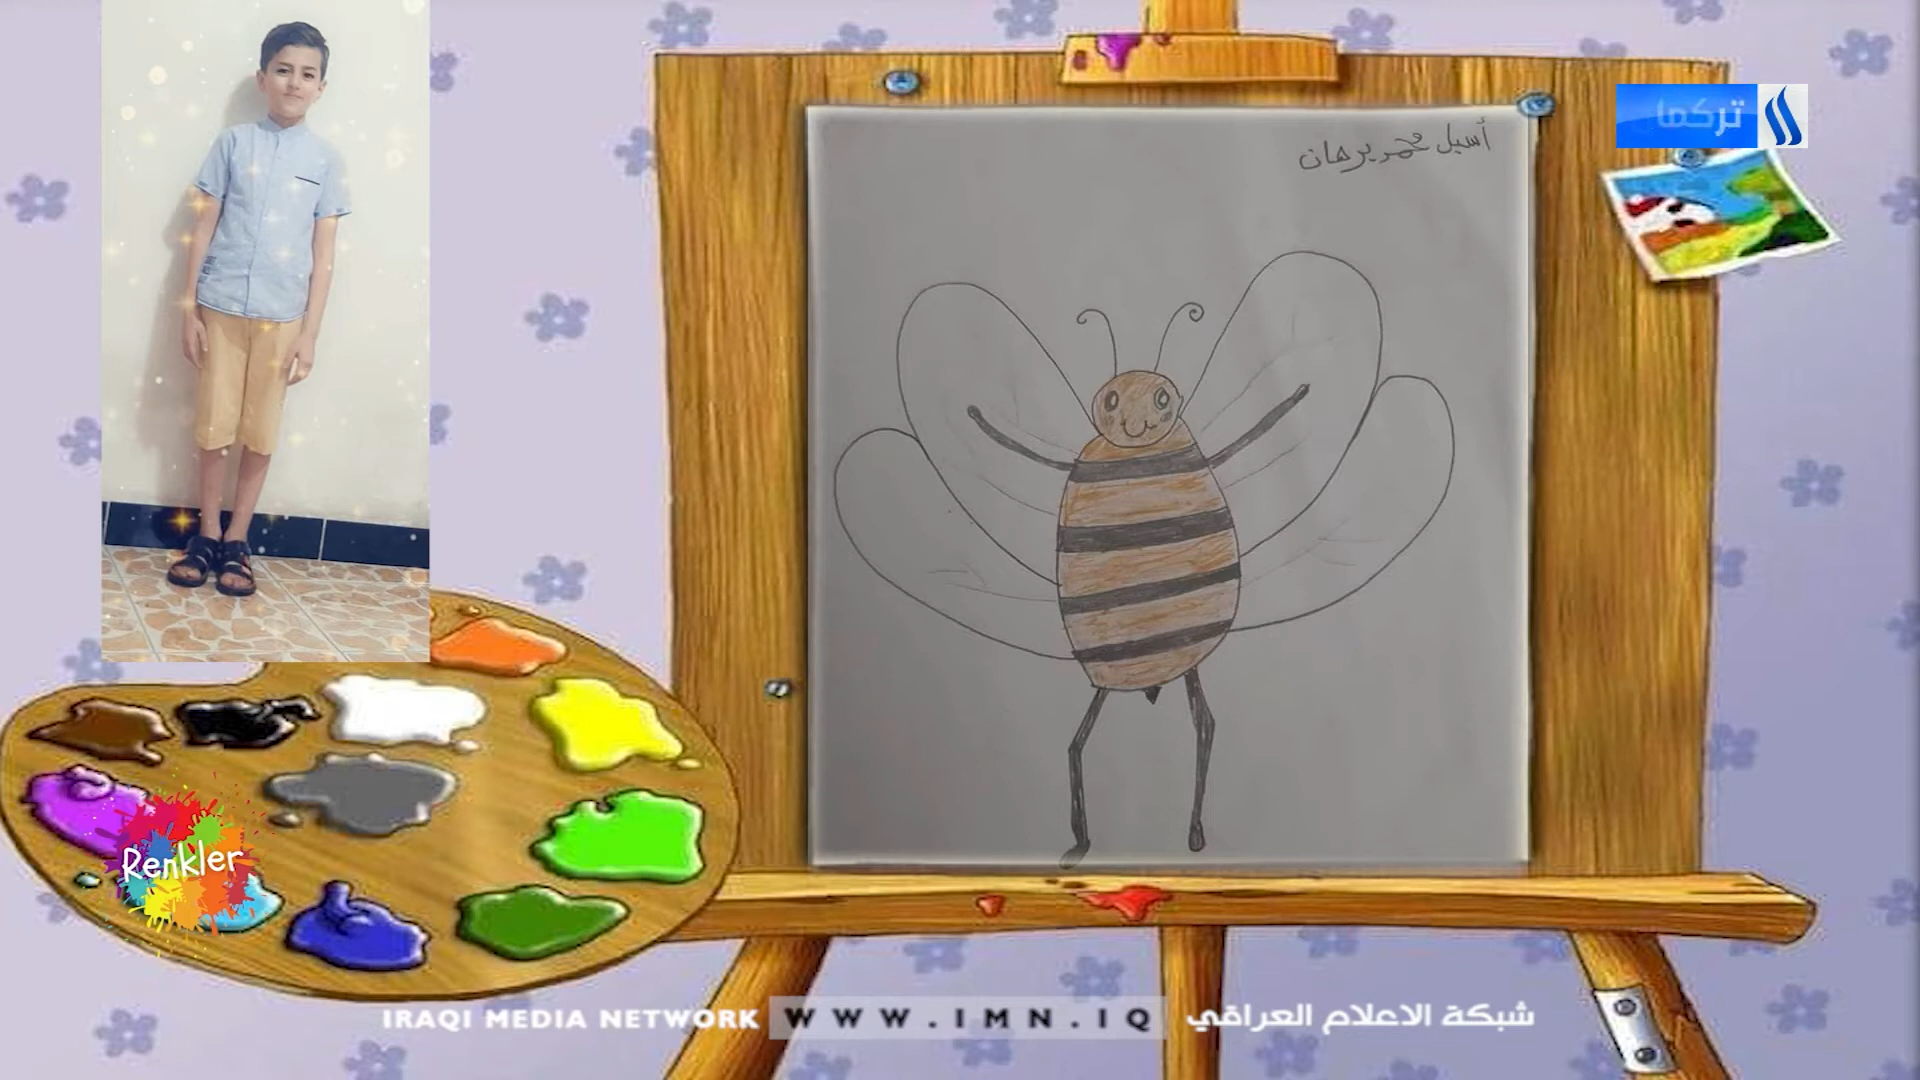 تركما
أسيل محمد برهان
Renkler
IRAQI MEDIA NETWORK WWW.IMN.IQ شبكة الاعلام العراقي